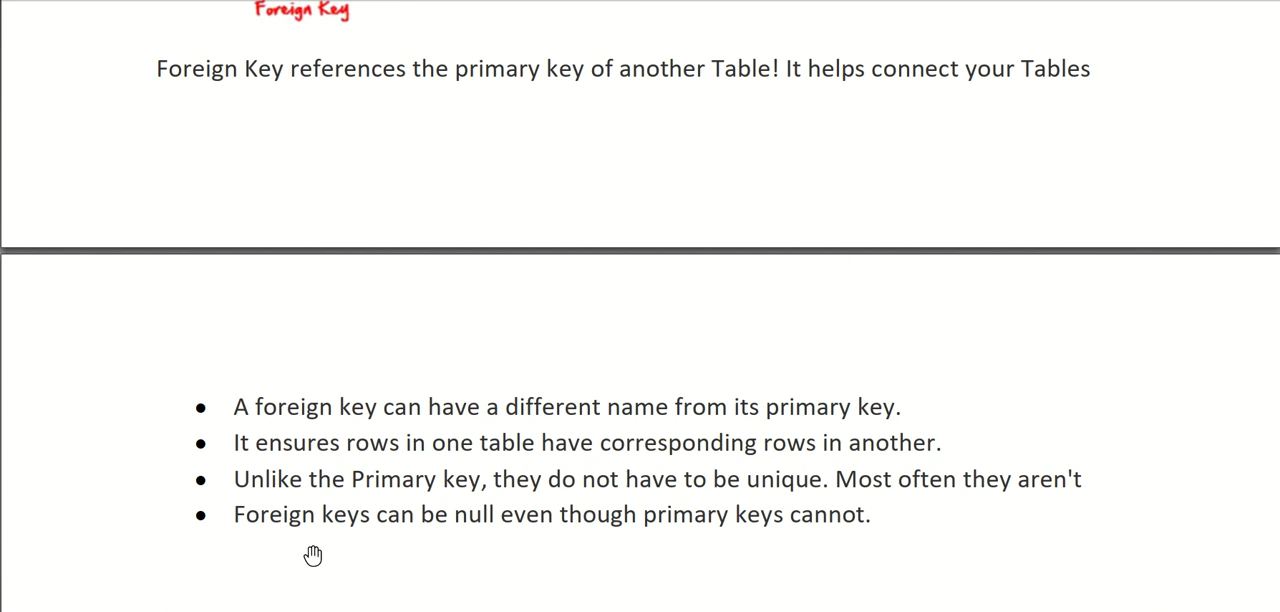 Foreign Key
Foreign Key references the primary key of another Table! It helps connect your Tables
● A foreign key can have a different name from its primary key.
● It ensures rows in one table have corresponding rows in another.
● Unlike the Primary key, they do not have to be unique. Most often they aren't
● Foreign keys can be null even though primary keys cannot.